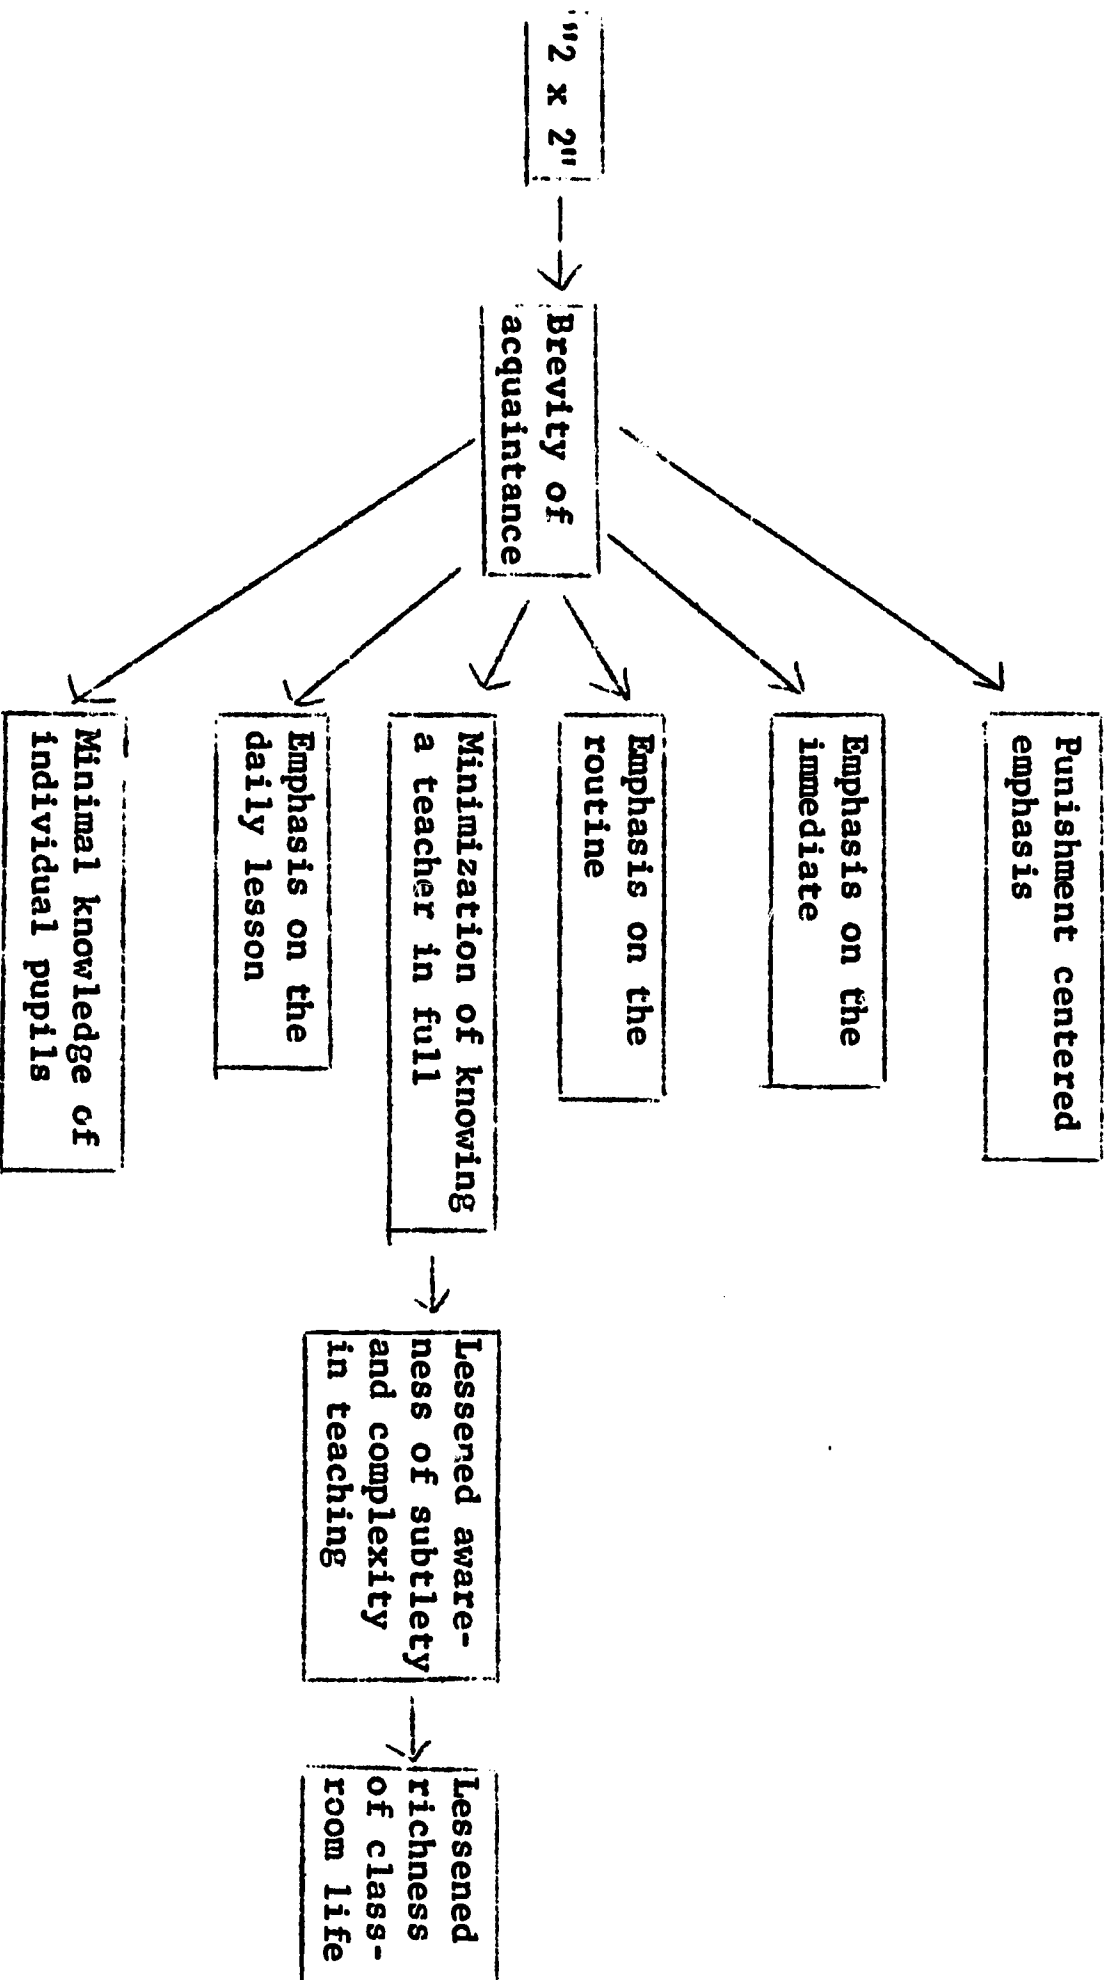 "2 x 2"
Brevity of
acquaintance
Punishment centered
emphasis
Emphasis on the
immediate
Emphasis on the
routine
Minimization of knowing
a teacher in full
Emphasis on the
daily lesson
Minimal knowledge of
individual pupils
Lessened aware-
ness of subtlety
and complexity
in teaching
Lessened
richness
of class-
room life